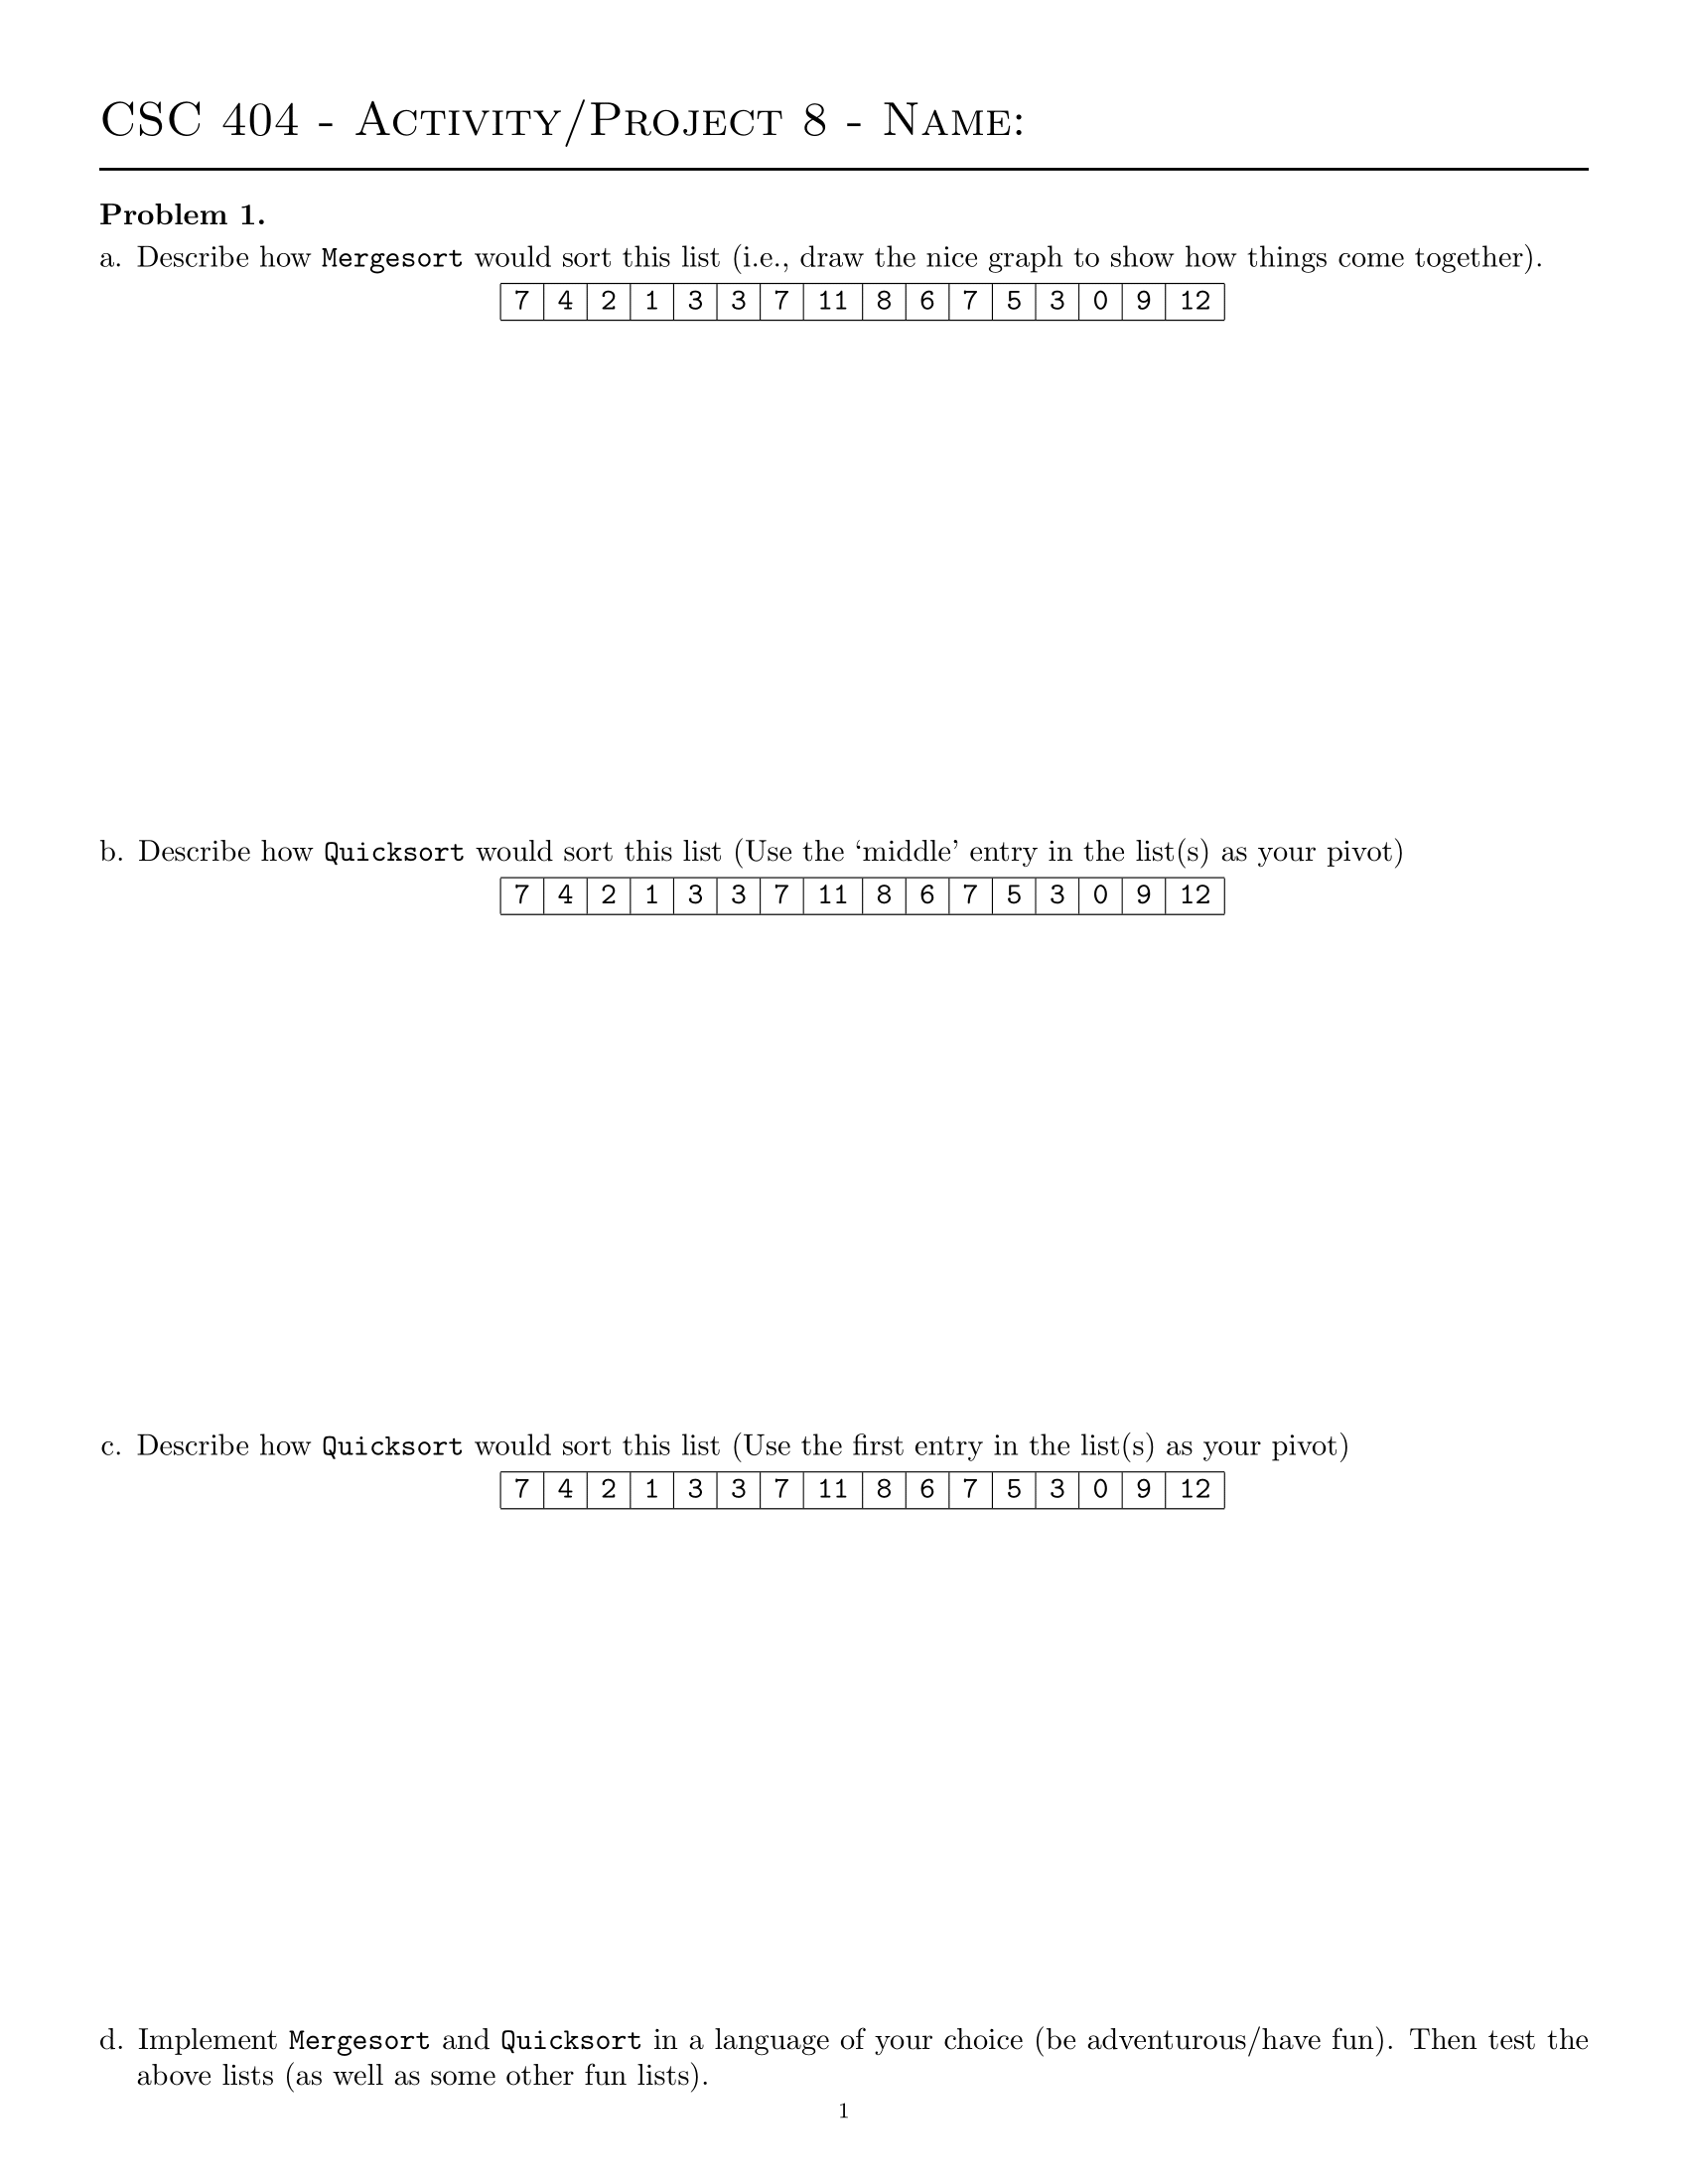 CSC 404 - Activity/Project 8 - Name:
Problem 1.
a. Describe how Mergesort would sort this list (i.e., draw the nice graph to show how things come together).
7 4 2 1 3 3 7 11 8 6 7 5 3 0 9 12
b. Describe how Quicksort would sort this list (Use the ‘middle’ entry in the list(s) as your pivot)
7 4 2 1 3 3 7 11 8 6 7 5 3 0 9 12
c. Describe how Quicksort would sort this list (Use the first entry in the list(s) as your pivot)
7 4 2 1 3 3 7 11 8 6 7 5 3 0 9 12
d. Implement Mergesort and Quicksort in a language of your choice (be adventurous/have fun). Then test the
above lists (as well as some other fun lists).
1